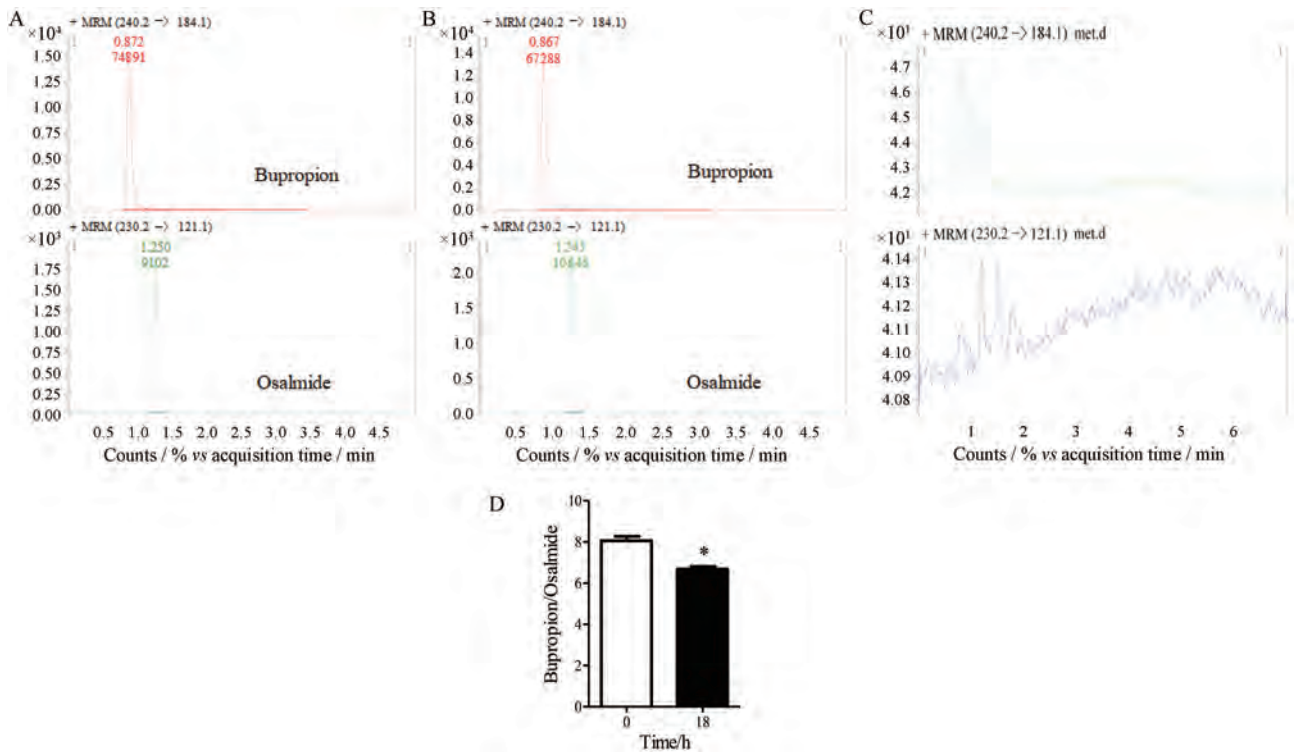 A
+ MRM (240.2 -> 184.1)
×10³
0.872
74891
1.50
1.25
1.00
0.75
0.50
0.25
0.00
Bupropion
+ MRM (230.2 -> 121.1)
×10³
1.250
9102
1.75
1.50
1.25
1.00
0.75
0.50
0.25
0.00
Osalmide
0.5 1.0 1.5 2.0 2.5 3.0 3.5 4.0 4.5
Counts / % vs acquisition time / min
B
+ MRM (240.2 -> 184.1)
×10⁴
0.867
67288
1.4
1.2
1.0
0.8
0.6
0.4
0.2
0.0
Bupropion
+ MRM (230.2 -> 121.1)
×10³
2.0
1.5
1.0
0.5
0.0
Osalmide
0.5 1.0 1.5 2.0 2.5 3.0 3.5 4.0 4.5
Counts / % vs acquisition time / min
C
+ MRM (240.2 -> 184.1) met.d
×10¹
4.7
4.6
4.5
4.4
4.3
4.2
+ MRM (230.2 -> 121.1) met.d
×10¹
4.14
4.13
4.12
4.11
4.10
4.09
4.08
1 2 3 4 5 6
Counts / % vs acquisition time / min
D
Bupropion/Osalmide
10
8
6
4
2
0
*
0 18
Time/h